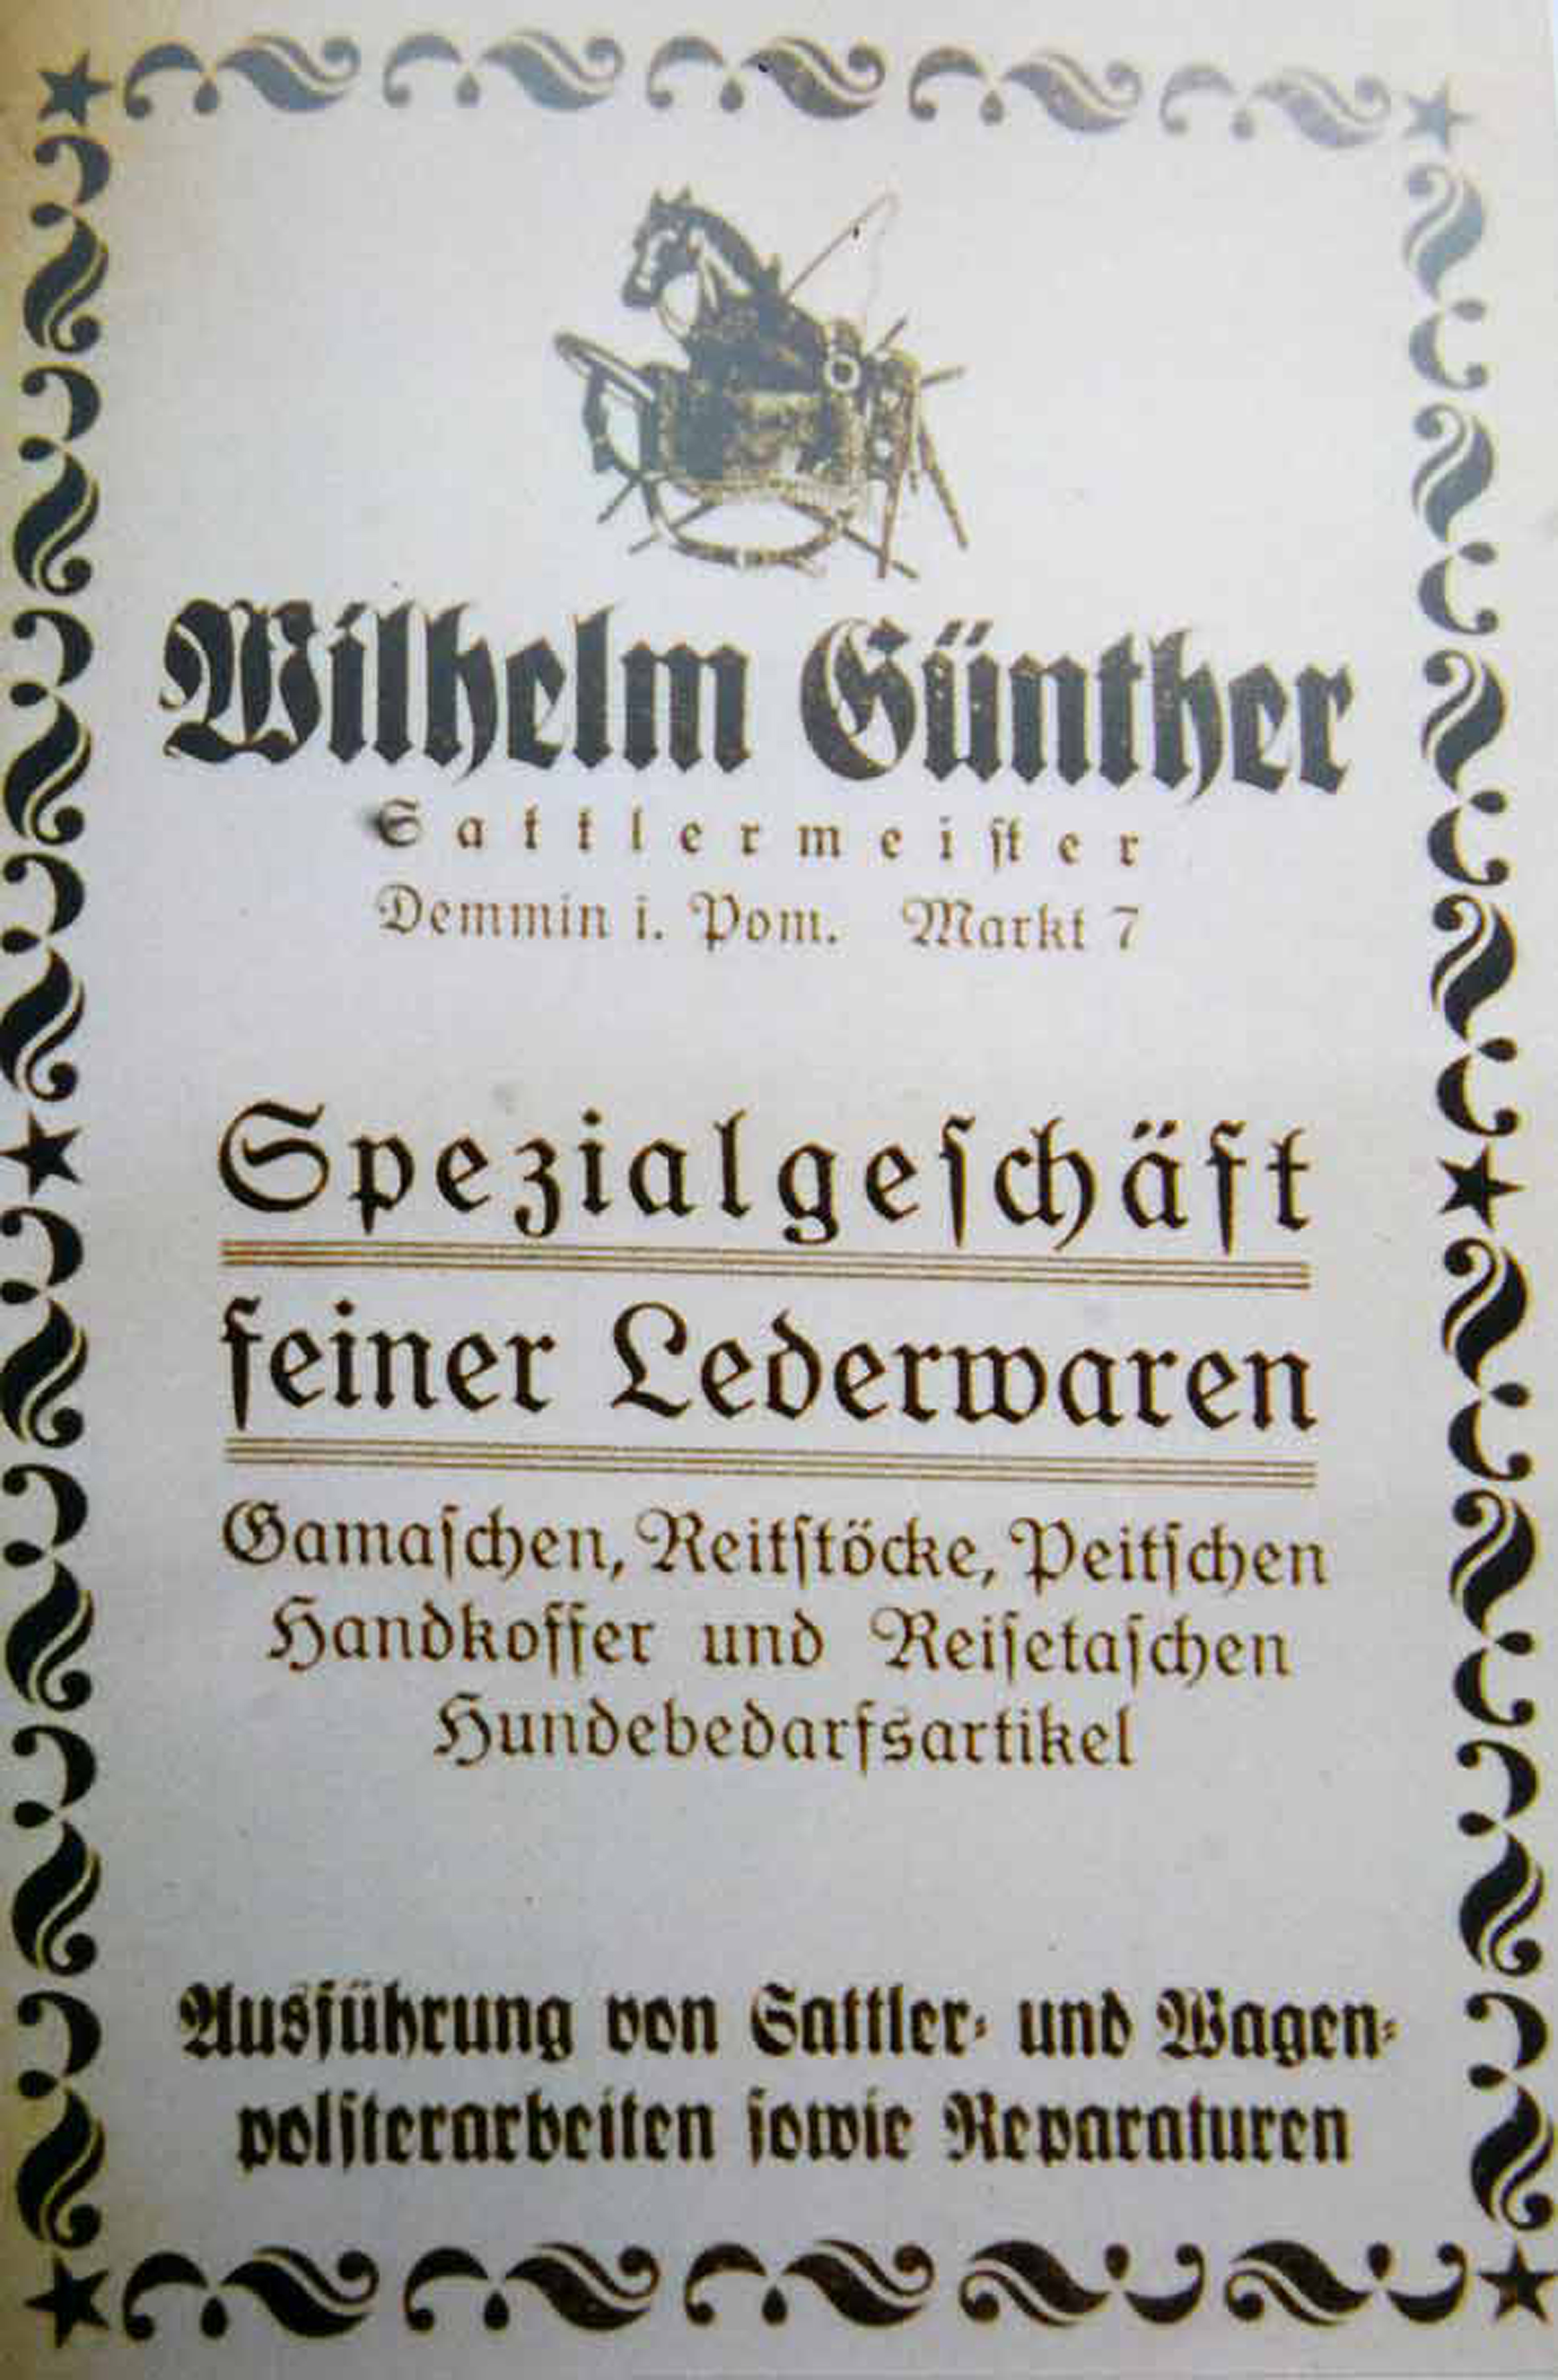 Wilhelm Günther
Sattlermeiſter
Demmin i. Pom. Markt 7
Spezialgeſchäft
feiner Lederwaren
Gamaſchen, Reitſtöcke, Peitſchen
Handkoffer und Reiſetaſchen
Hundebedarfsartikel
Ausführung von Sattler- und Wagen-
polſterarbeiten ſowie Reparaturen